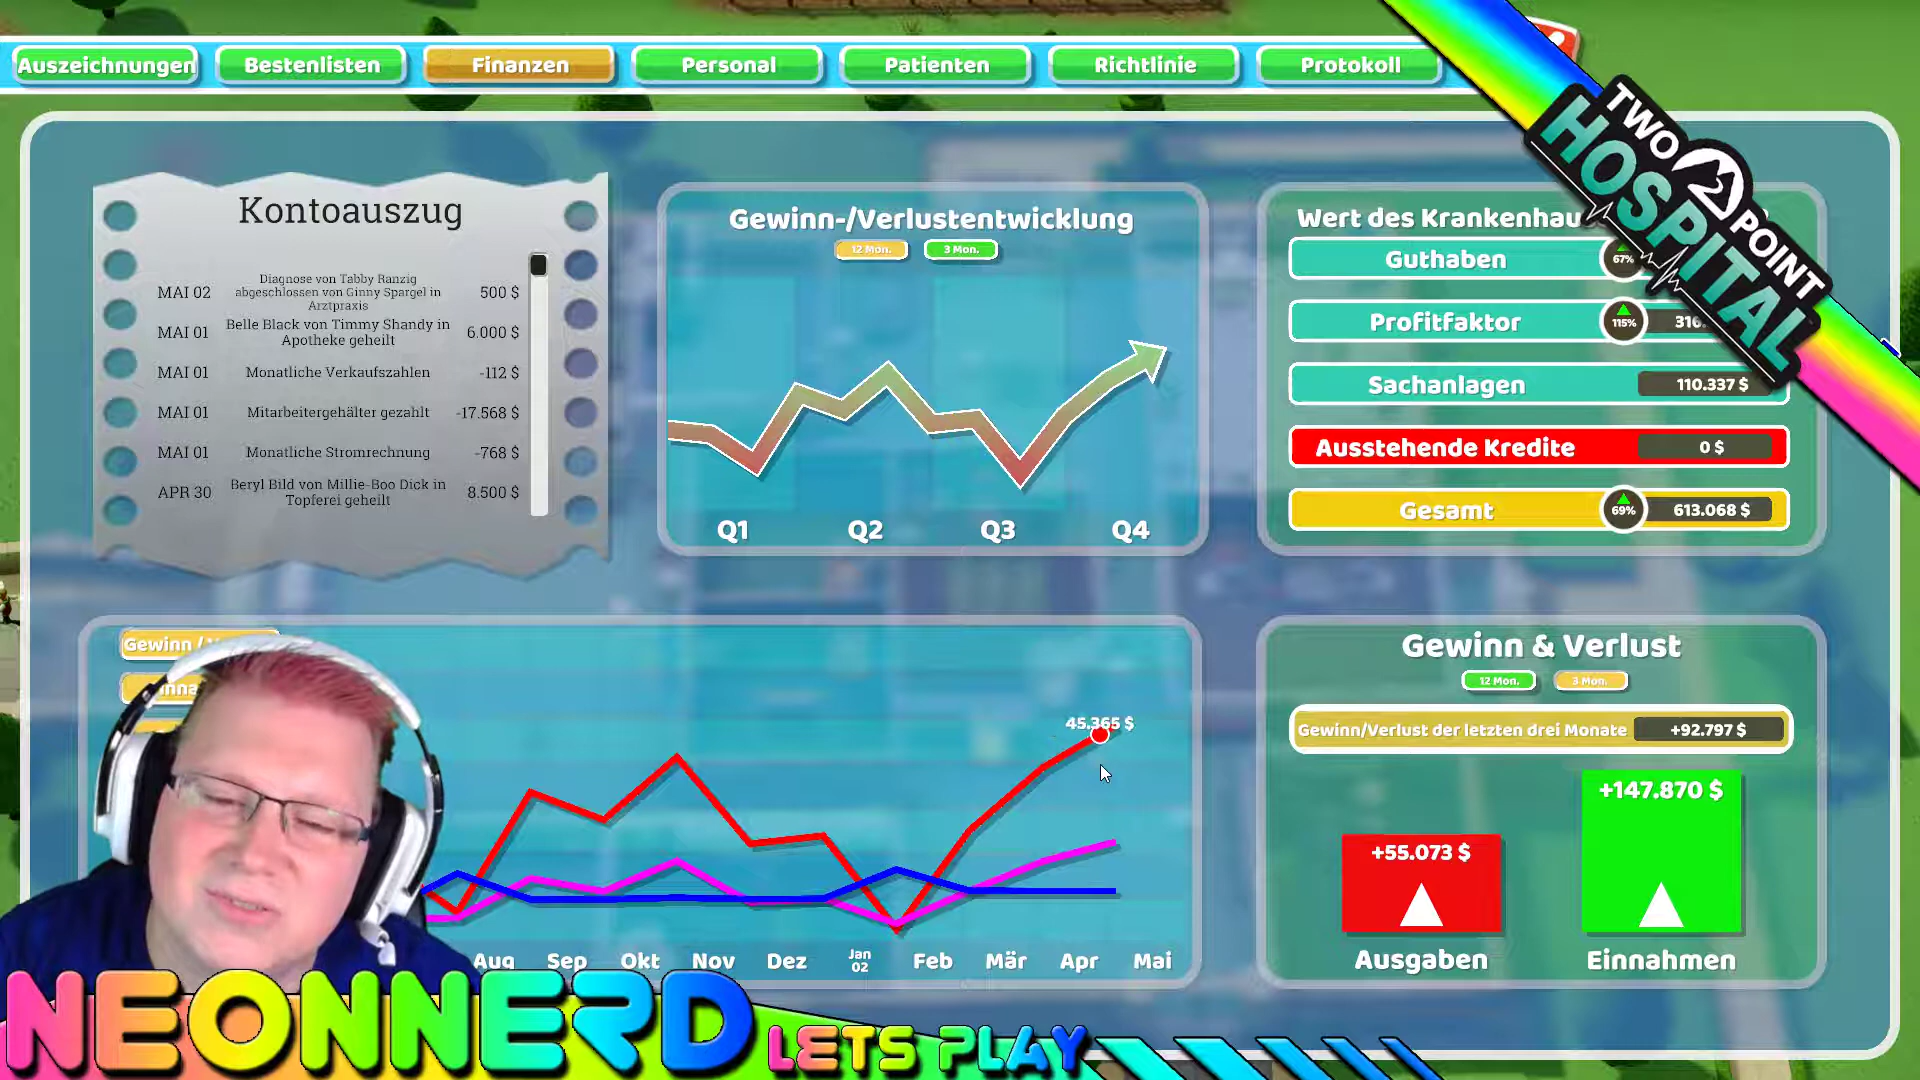 Auszeichnungen
Bestenlisten
Finanzen
Personal
Patienten
Richtlinie
Protokoll
TWO POINT
HOSPITAL
Kontoauszug
MAI 02 Diagnose von Tabby Ranzig abgeschlossen von Ginny Spargel in Arztpraxis 500 $
MAI 01 Belle Black von Timmy Shandy in Apotheke geheilt 6.000 $
MAI 01 Monatliche Verkaufszahlen -112 $
MAI 01 Mitarbeitergehälter gezahlt -17.568 $
MAI 01 Monatliche Stromrechnung -768 $
APR 30 Beryl Bild von Millie-Boo Dick in Topferei geheilt 8.500 $
Gewinn-/Verlustentwicklung
12 Mon. 3 Mon.
Q1 Q2 Q3 Q4
Wert des Krankenhau
Guthaben 67%
Profitfaktor 115% 316.
Sachanlagen 110.337 $
Ausstehende Kredite 0 $
Gesamt 69% 613.068 $
Gewinn /
45.365 $
Aug Sep Okt Nov Dez Jan 02 Feb Mär Apr Mai
Gewinn & Verlust
12 Mon. 3 Mon.
Gewinn/Verlust der letzten drei Monate +92.797 $
+55.073 $
+147.870 $
Ausgaben
Einnahmen
NEONNERD LETS PLAY